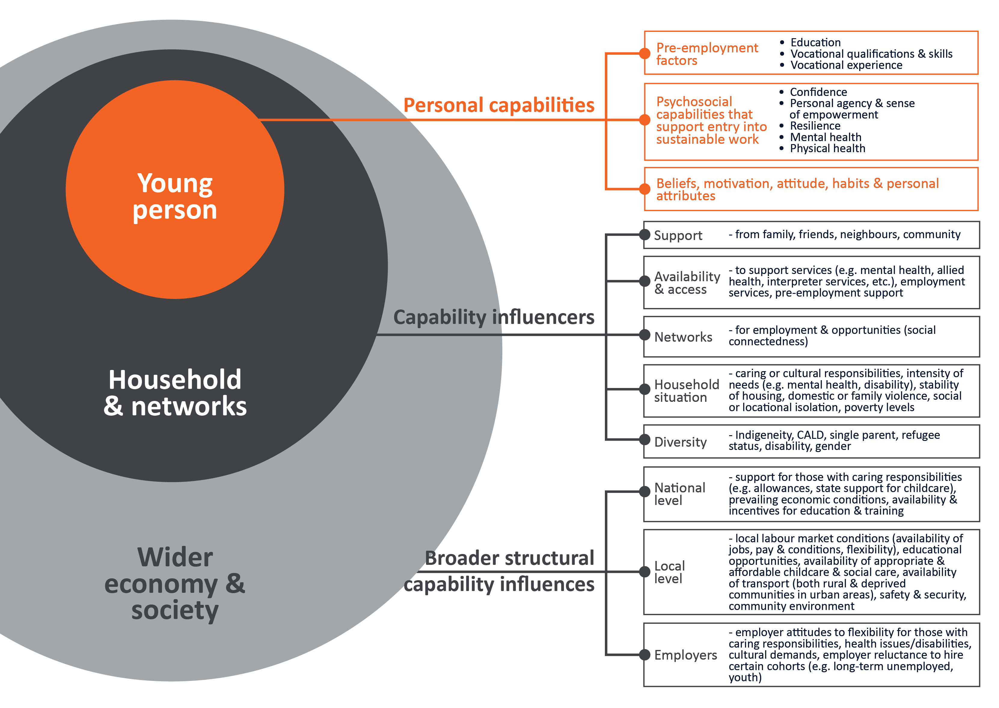 Young
person
Household
& networks
Wider
economy &
society
Personal capabilities
Pre-employment
factors
• Education
• Vocational qualifications & skills
• Vocational experience
Psychosocial
capabilities that
support entry into
sustainable work
• Confidence
• Personal agency & sense
of empowerment
• Resilience
• Mental health
• Physical health
Beliefs, motivation, attitude, habits & personal
attributes
Capability influencers
Support
- from family, friends, neighbours, community
Availability
& access
- to support services (e.g. mental health, allied
health, interpreter services, etc.), employment
services, pre-employment support
Networks
- for employment & opportunities (social
connectedness)
Household
situation
- caring or cultural responsibilities, intensity of
needs (e.g. mental health, disability), stability
of housing, domestic or family violence, social
or locational isolation, poverty levels
Diversity
- Indigeneity, CALD, single parent, refugee
status, disability, gender
Broader structural
capability influences
National
level
- support for those with caring responsibilities
(e.g. allowances, state support for childcare),
prevailing economic conditions, availability &
incentives for education & training
Local
level
- local labour market conditions (availability of
jobs, pay & conditions, flexibility), educational
opportunities, availability of appropriate &
affordable childcare & social care, availability
of transport (both rural & deprived
communities in urban areas), safety & security,
community environment
Employers
- employer attitudes to flexibility for those with
caring responsibilities, health issues/disabilities,
cultural demands, employer reluctance to hire
certain cohorts (e.g. long-term unemployed,
youth)